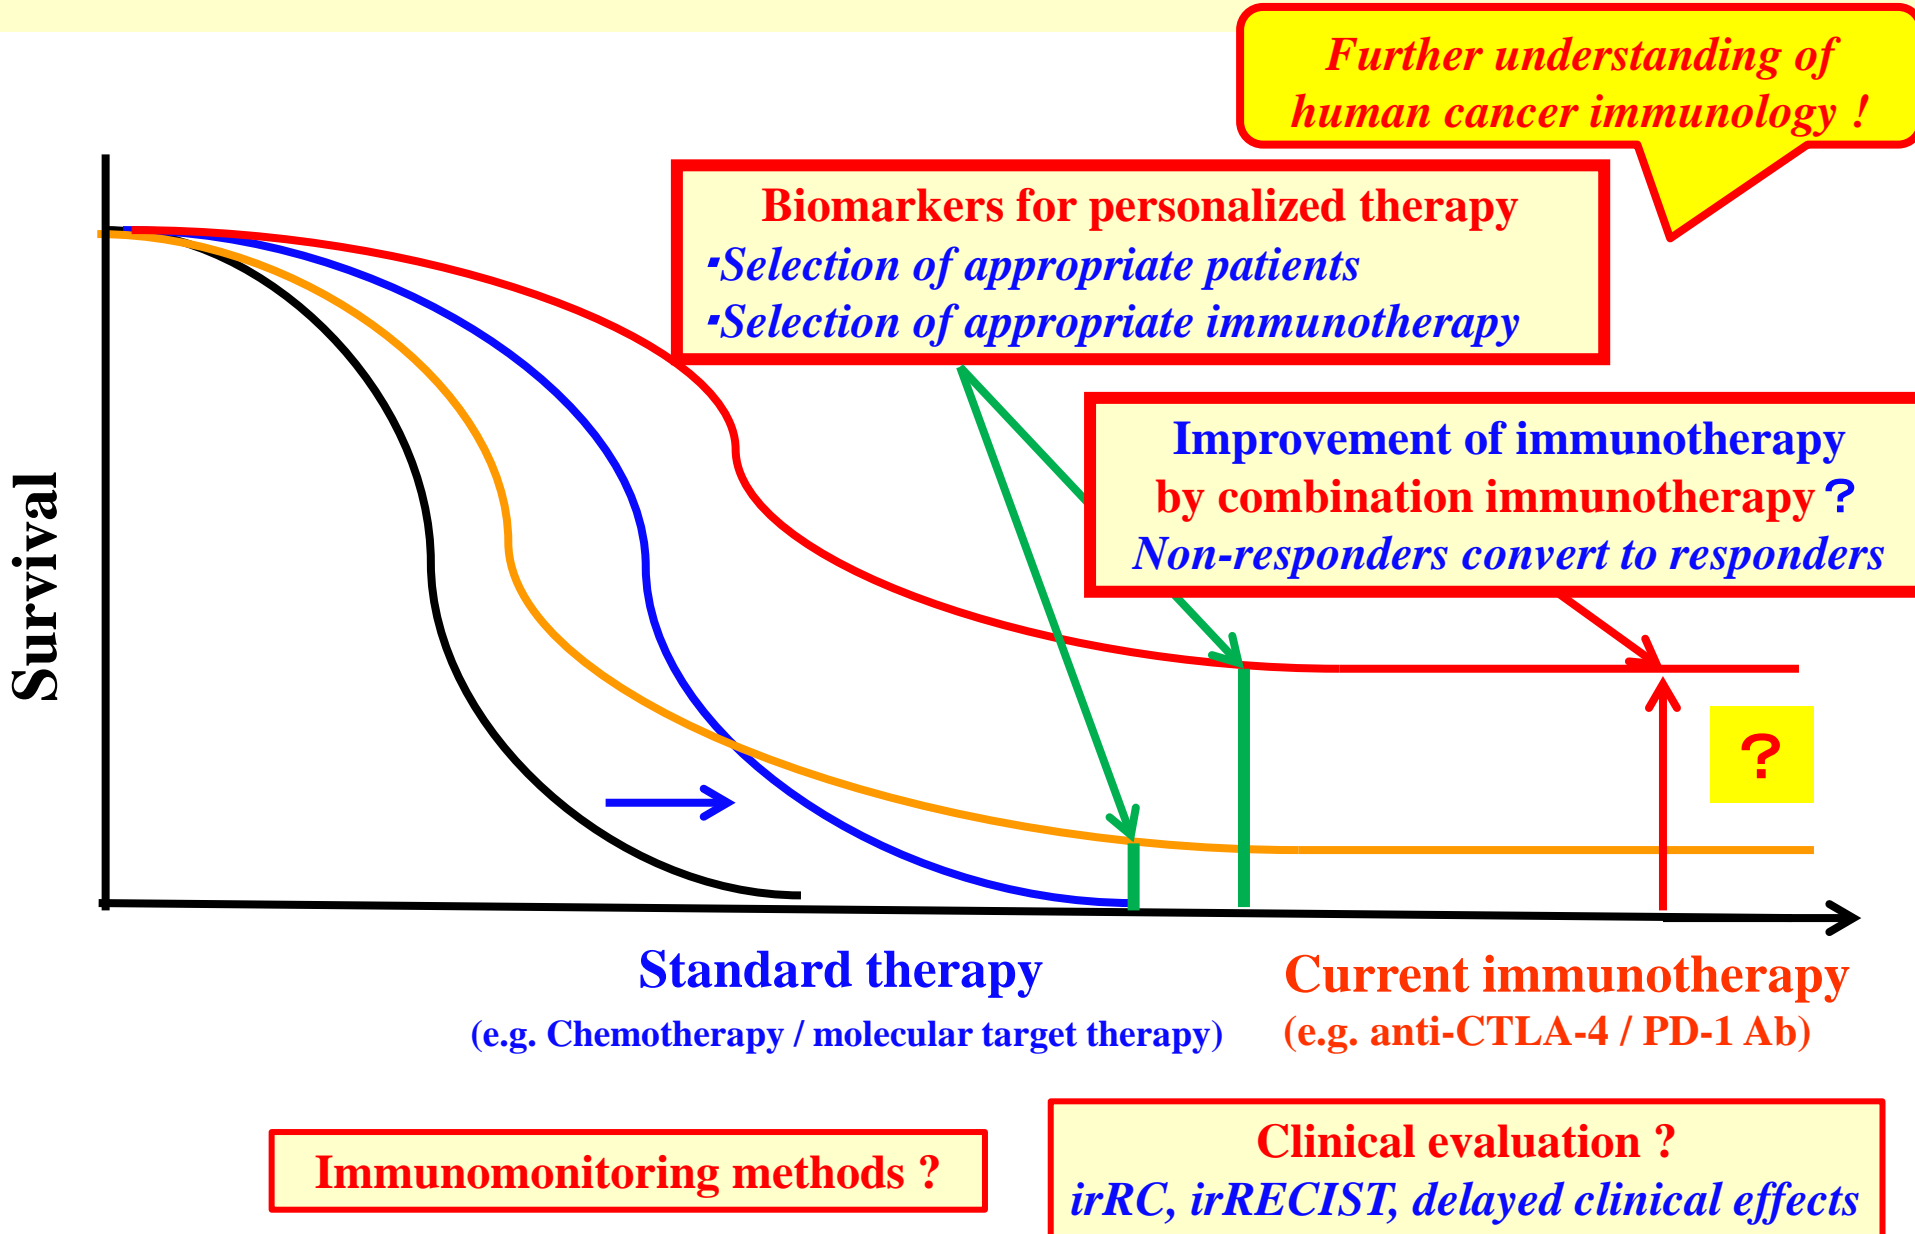 Further understanding of
human cancer immunology !
Biomarkers for personalized therapy
・Selection of appropriate patients
・Selection of appropriate immunotherapy
Improvement of immunotherapy
by combination immunotherapy ?
Non-responders convert to responders
Survival
?
Standard therapy
(e.g. Chemotherapy / molecular target therapy)
Current immunotherapy
(e.g. anti-CTLA-4 / PD-1 Ab)
Immunomonitoring methods ?
Clinical evaluation ?
irRC, irRECIST, delayed clinical effects